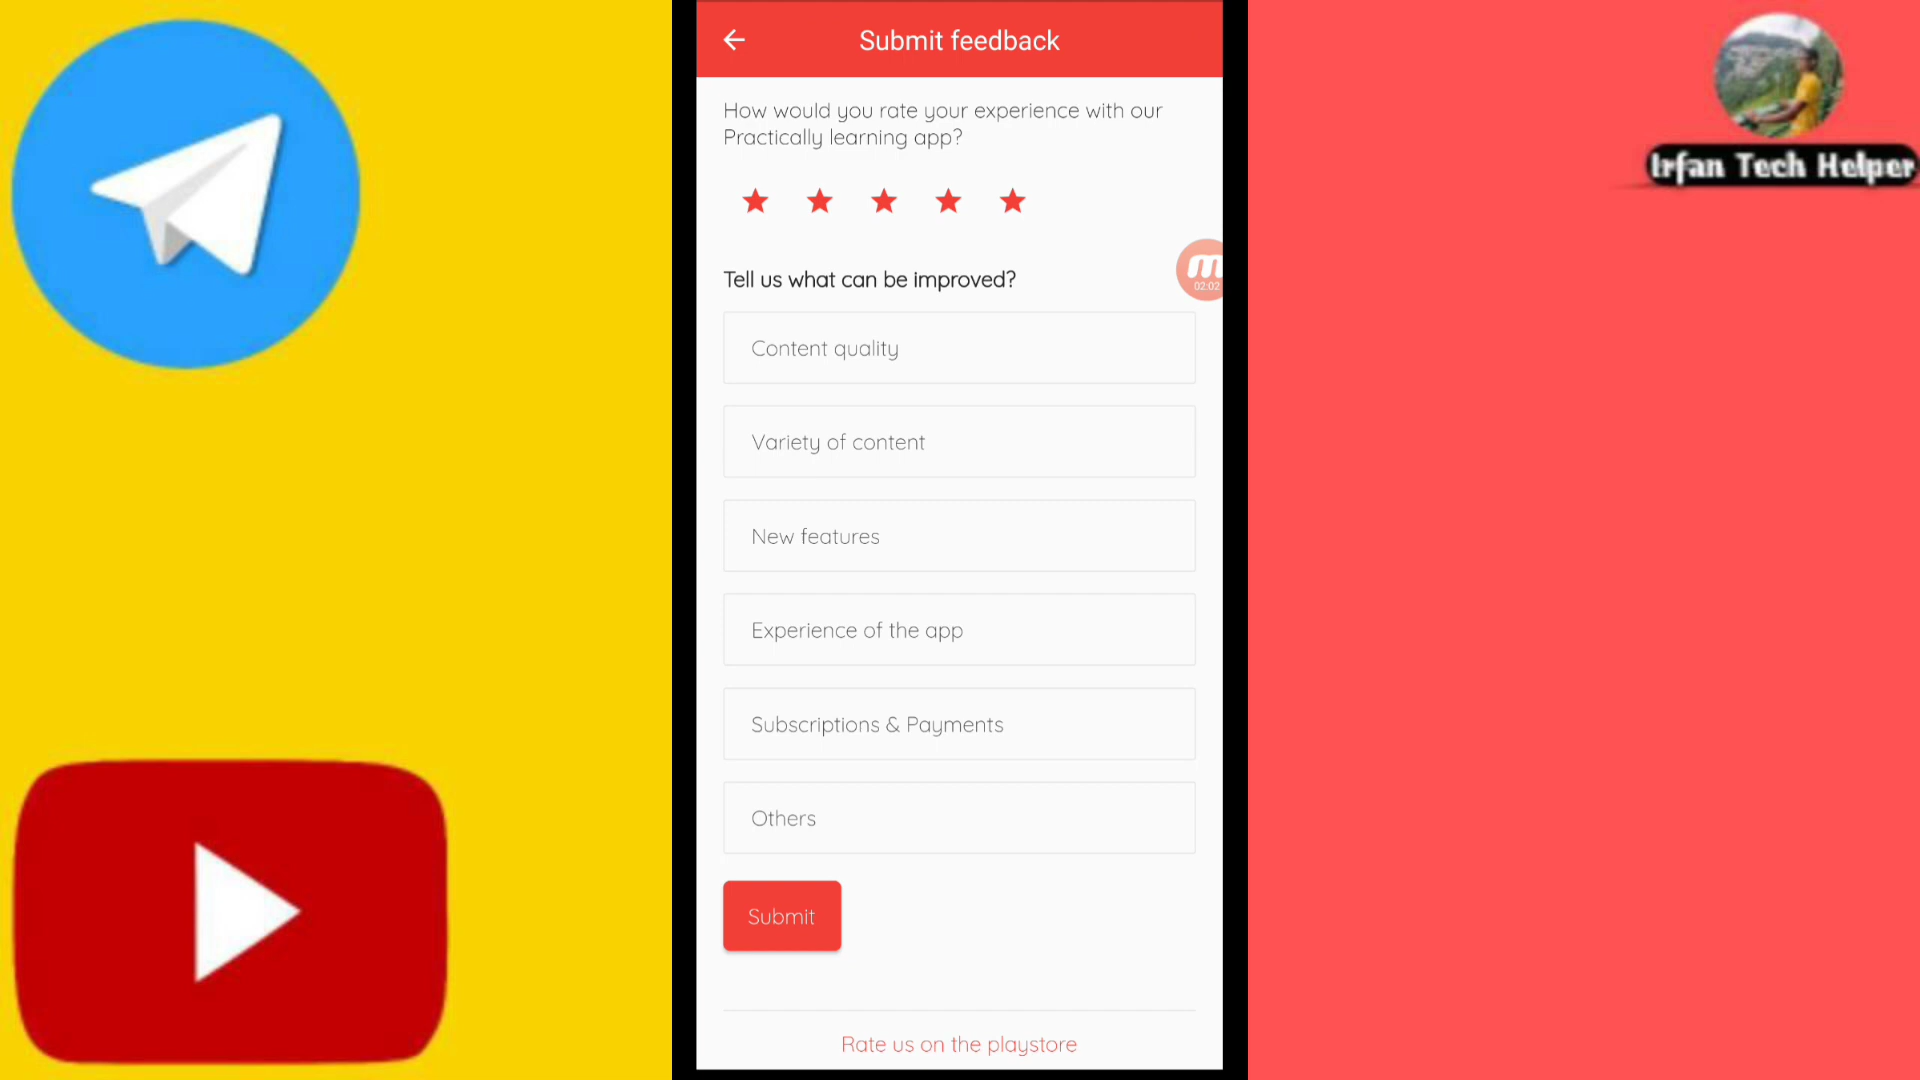 Submit feedback
Irfan Tech Helper
How would you rate your experience with our
Practically learning app?
Tell us what can be improved?
02:02
Content quality
Variety of content
New features
Experience of the app
Subscriptions & Payments
Others
Submit
Rate us on the playstore